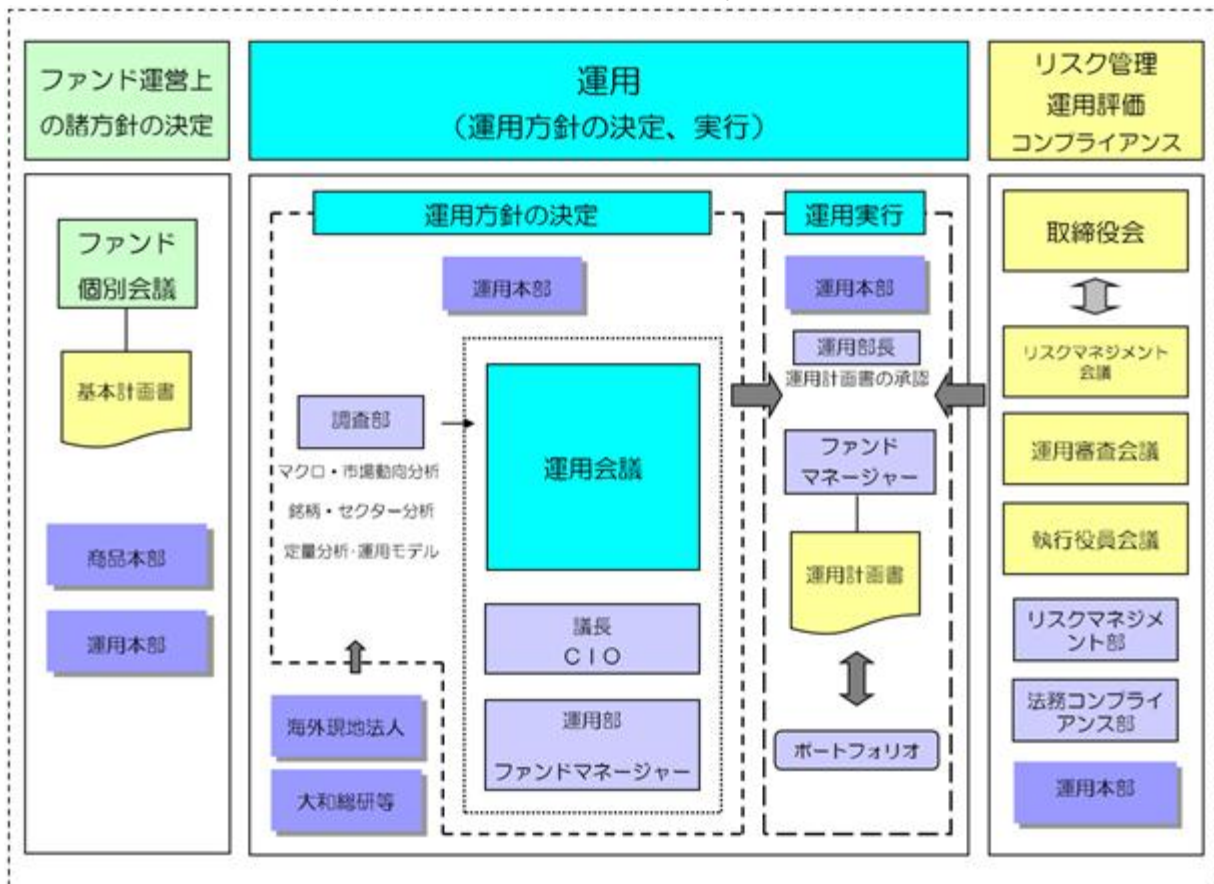 ファンド運営上
の諸方針の決定
運用
(運用方針の決定、実行)
リスク管理
運用評価
コンプライアンス
ファンド
個別会議
基本計画書
商品本部
運用本部
運用方針の決定
運用本部
調査部
マクロ・市場動向分析
銘柄・セクター分析
定量分析・運用モデル
運用会議
議長
CIO
運用部
ファンドマネージャー
海外現地法人
大和総研等
運用実行
運用本部
運用部長
運用計画書の承認
ファンド
マネージャー
運用計画書
ポートフォリオ
取締役会
リスクマネジメント
会議
運用審査会議
執行役員会議
リスクマネジメ
ント部
法務コンプライ
アンス部
運用本部